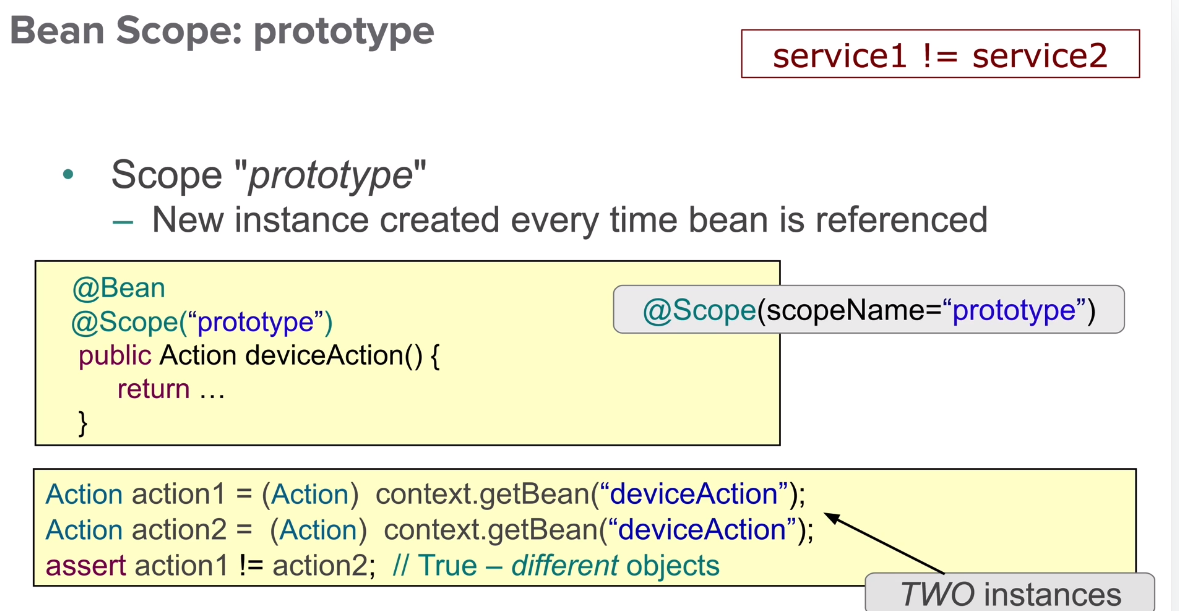 Bean Scope: prototype
service1 != service2
• Scope "prototype"
– New instance created every time bean is referenced
@Bean
@Scope(“prototype”)
public Action deviceAction() {
return …
}
@Scope(scopeName=“prototype”)
Action action1 = (Action) context.getBean(“deviceAction”);
Action action2 = (Action) context.getBean(“deviceAction”);
assert action1 != action2; // True – different objects
TWO instances